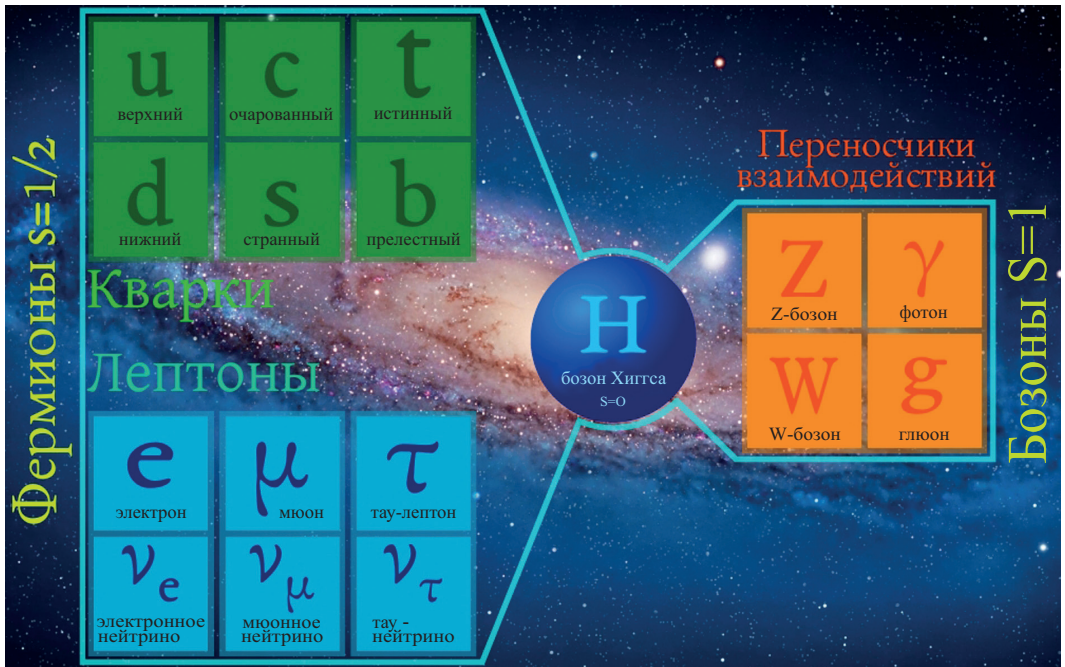 Фермионы s=1/2
u
верхний
c
очарованный
t
истинный
d
нижний
s
странный
b
прелестный
Кварки
Лептоны
e
электрон
μ
мюон
τ
тау-лептон
νe
электронное
нейтрино
νμ
мюонное
нейтрино
ντ
тау -
нейтрино
H
бозон Хиггса
S=O
Переносчики
взаимодействий
Z
Z-бозон
γ
фотон
W
W-бозон
g
глюон
Бозоны S=1